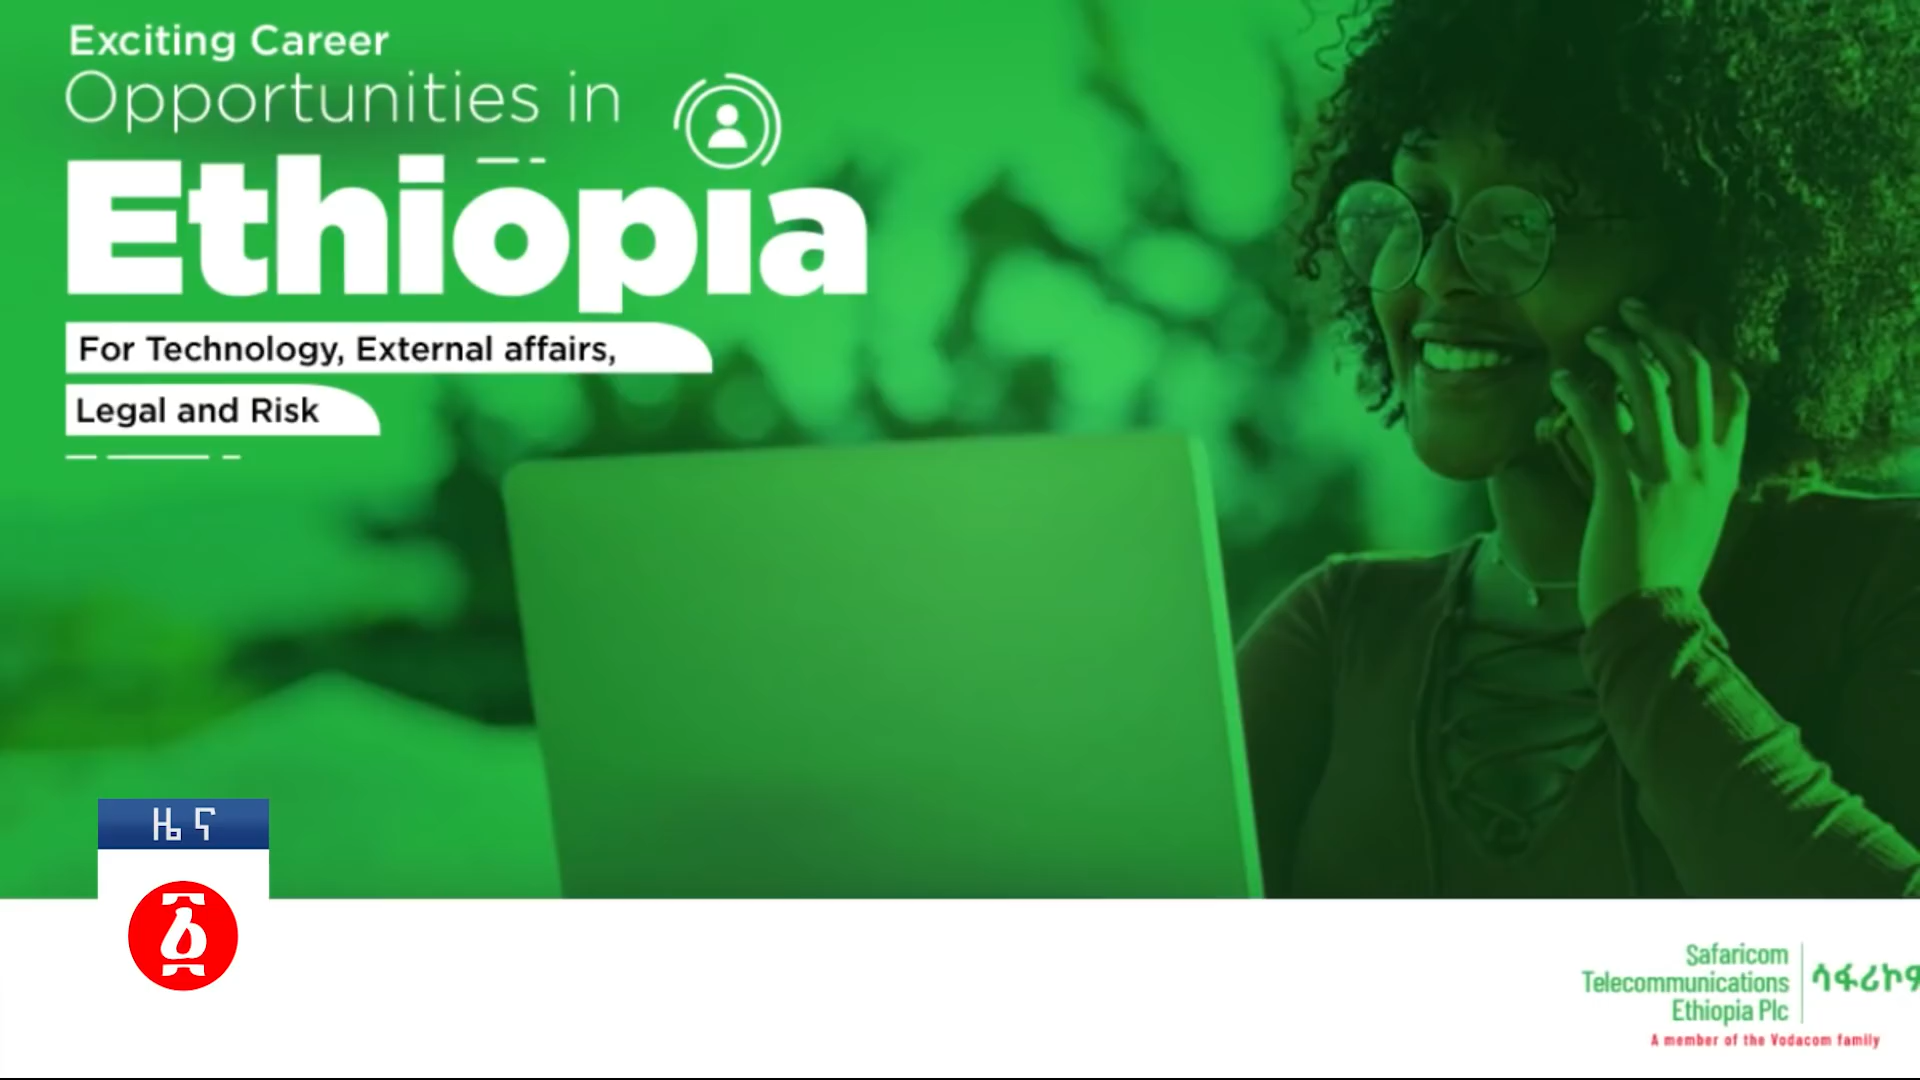 Exciting Career
Opportunities in
Ethiopia
For Technology, External affairs,
Legal and Risk
ዜና
Safaricom
Telecommunications
Ethiopia Plc
ሳፋሪኮም
A member of the Vodacom family